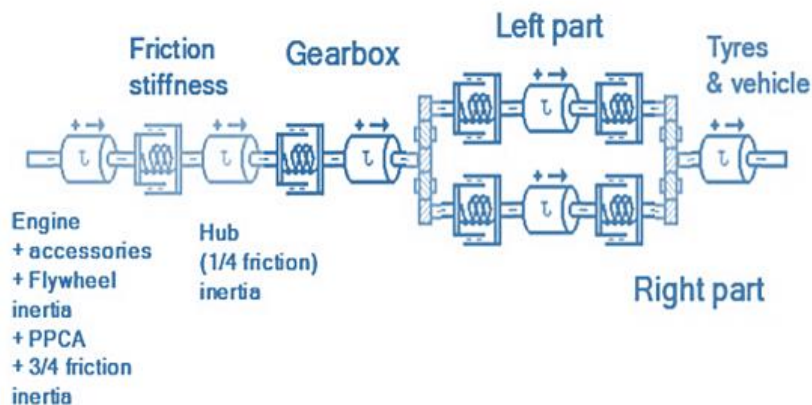 Friction
stiffness
Gearbox
Left part
Tyres
& vehicle
Engine
+ accessories
+ Flywheel
inertia
+ PPCA
+ 3/4 friction
inertia
Hub
(1/4 friction)
inertia
Right part